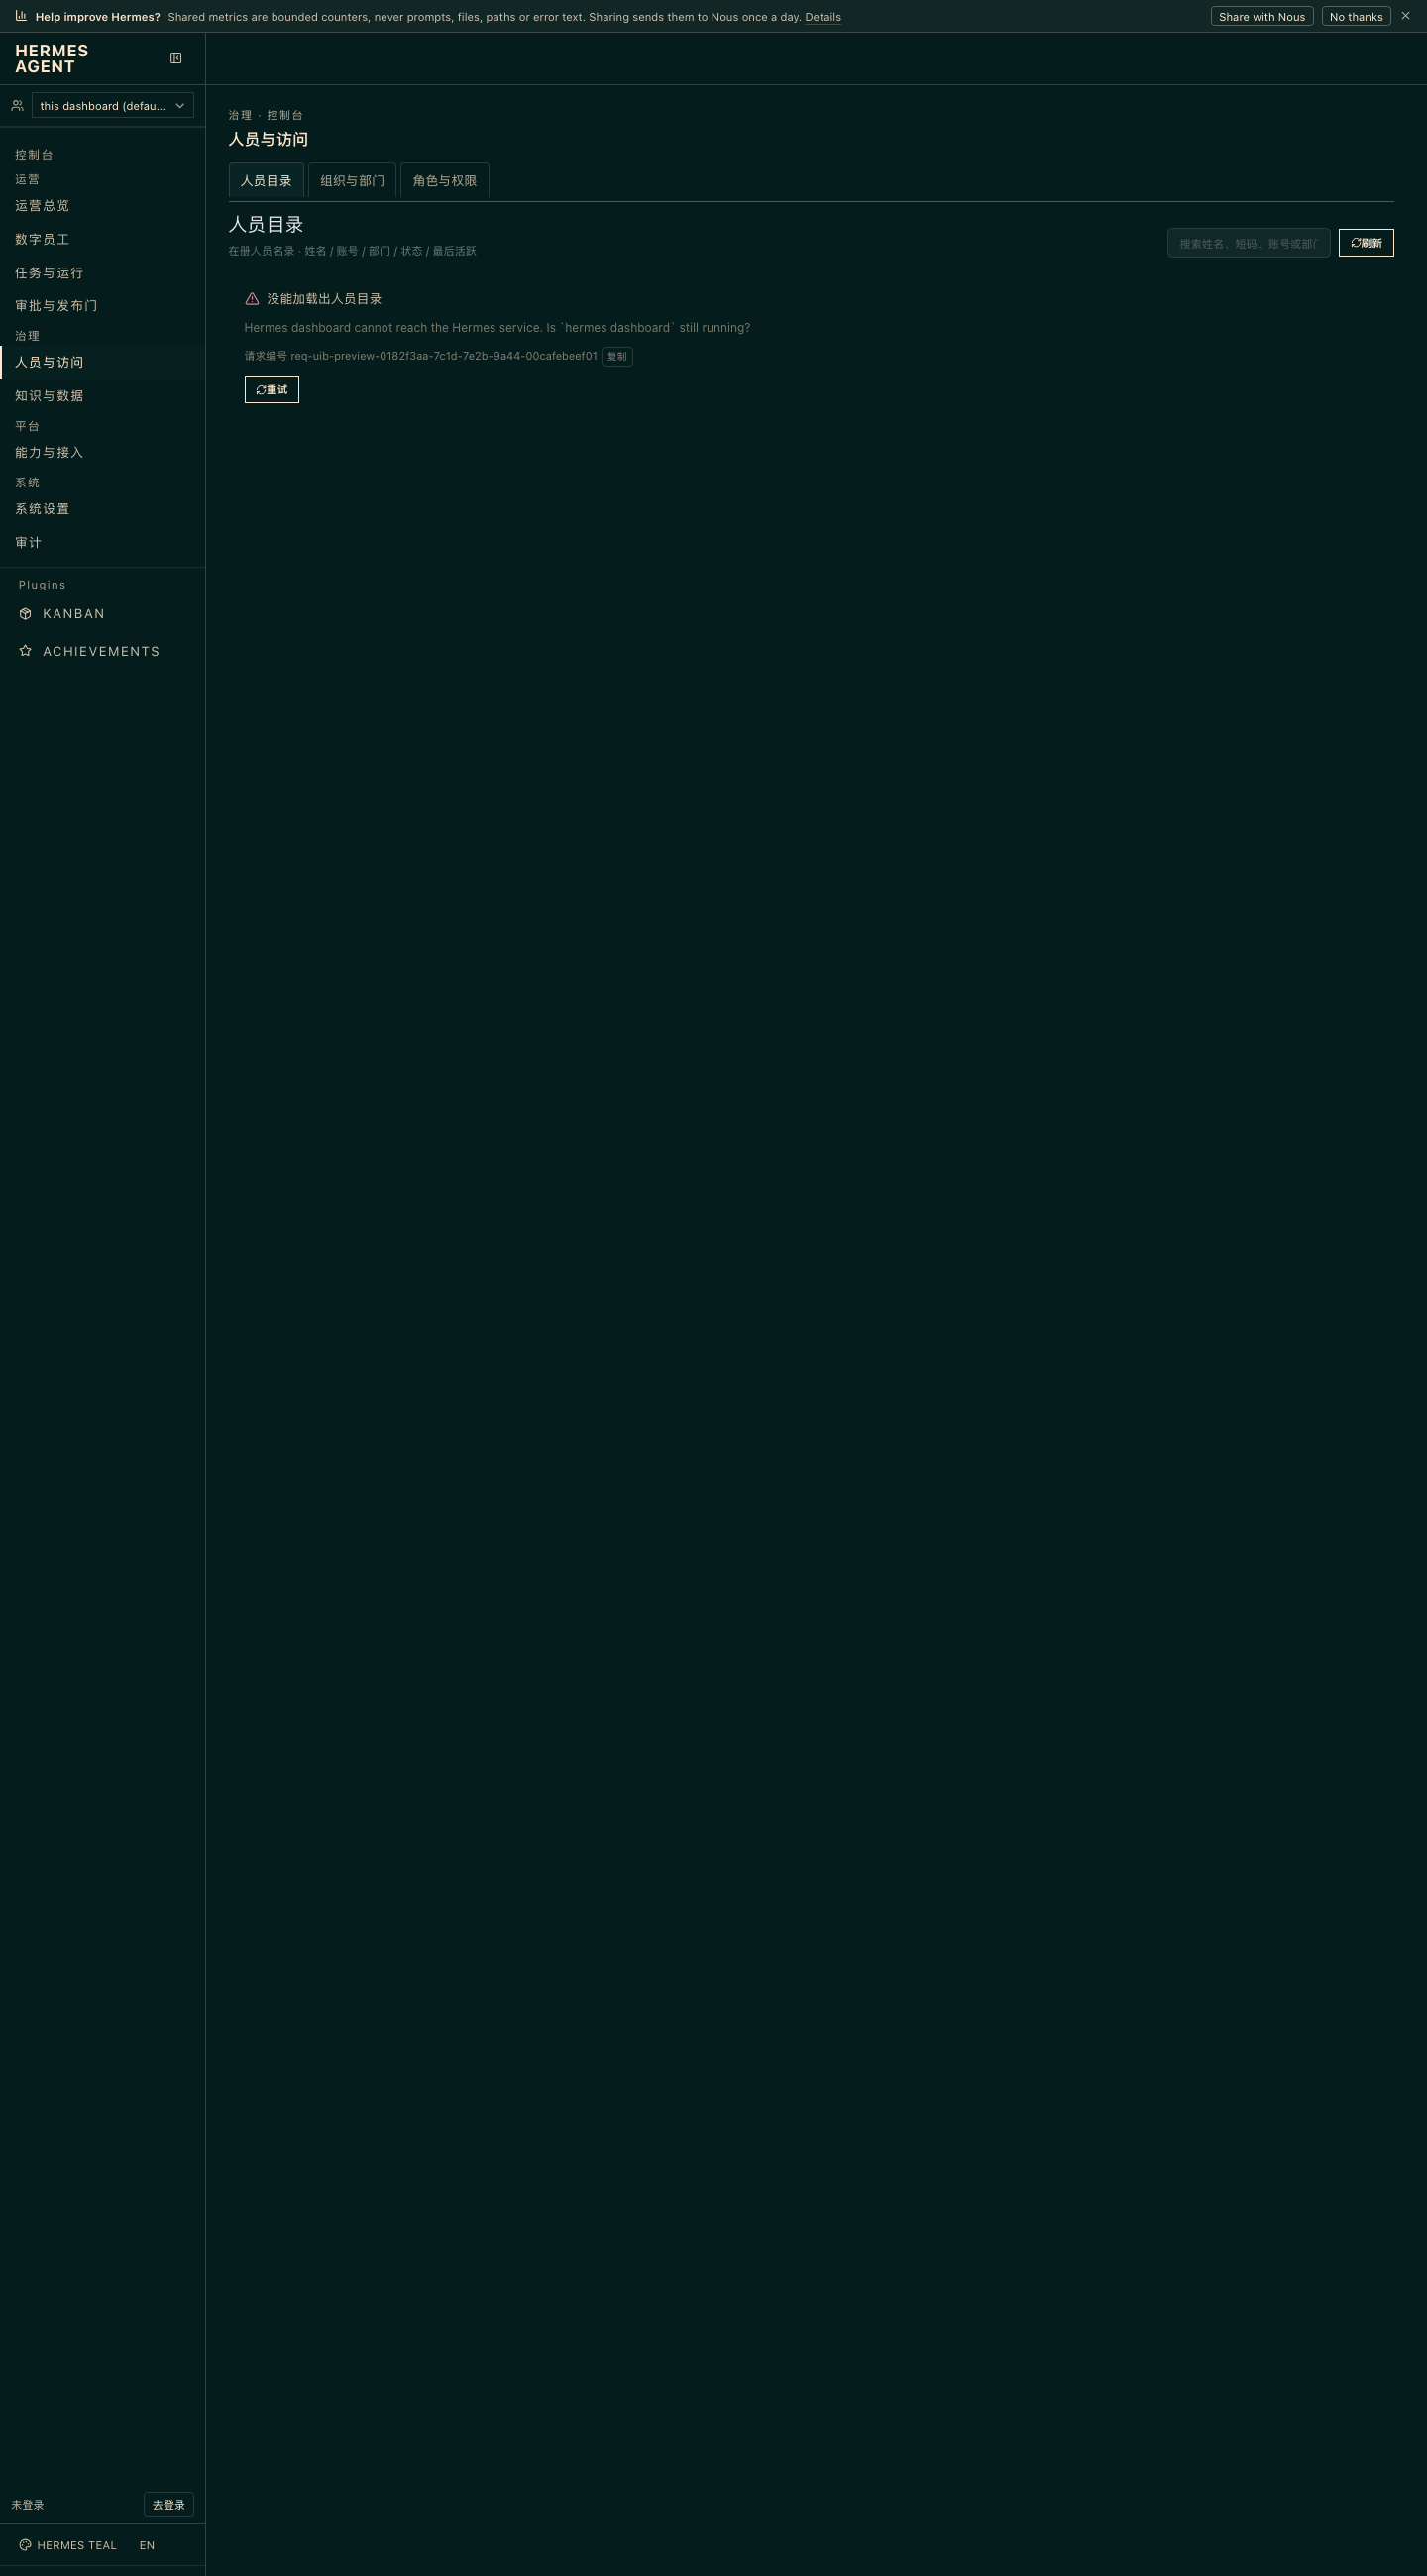 Help improve Hermes? Shared metrics are bounded counters, never prompts, files, paths or error text. Sharing sends them to Nous once a day. Details
Share with Nous
No thanks
HERMES
AGENT
this dashboard (defau...
控制台
运营
运营总览
数字员工
任务与运行
审批与发布门
治理
人员与访问
知识与数据
平台
能力与接入
系统
系统设置
审计
Plugins
KANBAN
ACHIEVEMENTS
未登录
去登录
HERMES TEAL
EN
治理 · 控制台
人员与访问
人员目录
组织与部门
角色与权限
人员目录
在册人员名录 · 姓名 / 账号 / 部门 / 状态 / 最后活跃
搜索姓名、短码、账号或部门
刷新
没能加载出人员目录
Hermes dashboard cannot reach the Hermes service. Is `hermes dashboard` still running?
请求编号 req-uib-preview-0182f3aa-7c1d-7e2b-9a44-00cafebeef01 复制
重试